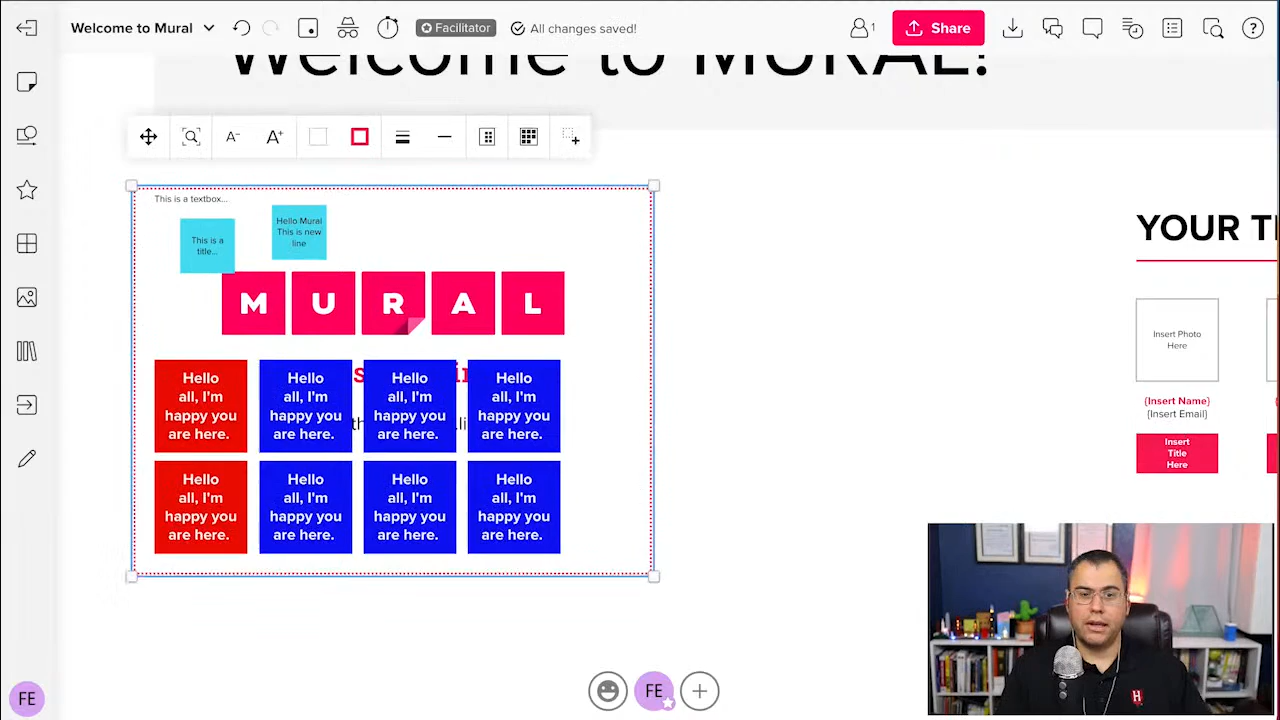 Welcome to Mural
Facilitator
All changes saved!
1
Share
Welcome to MURAL!
A-
A+
This is a textbox...
This is a
title...
Hello Mural
This is new
line
M U R A L
YOUR
Insert Photo
Here
{Insert Name}
{Insert Email}
Insert
Title
Here
Hello
all, I'm
happy you
are here.
Hello
all, I'm
happy you
are here.
Hello
all, I'm
happy you
are here.
Hello
all, I'm
happy you
are here.
Hello
all, I'm
happy you
are here.
Hello
all, I'm
happy you
are here.
Hello
all, I'm
happy you
are here.
Hello
all, I'm
happy you
are here.
FE
FE
H